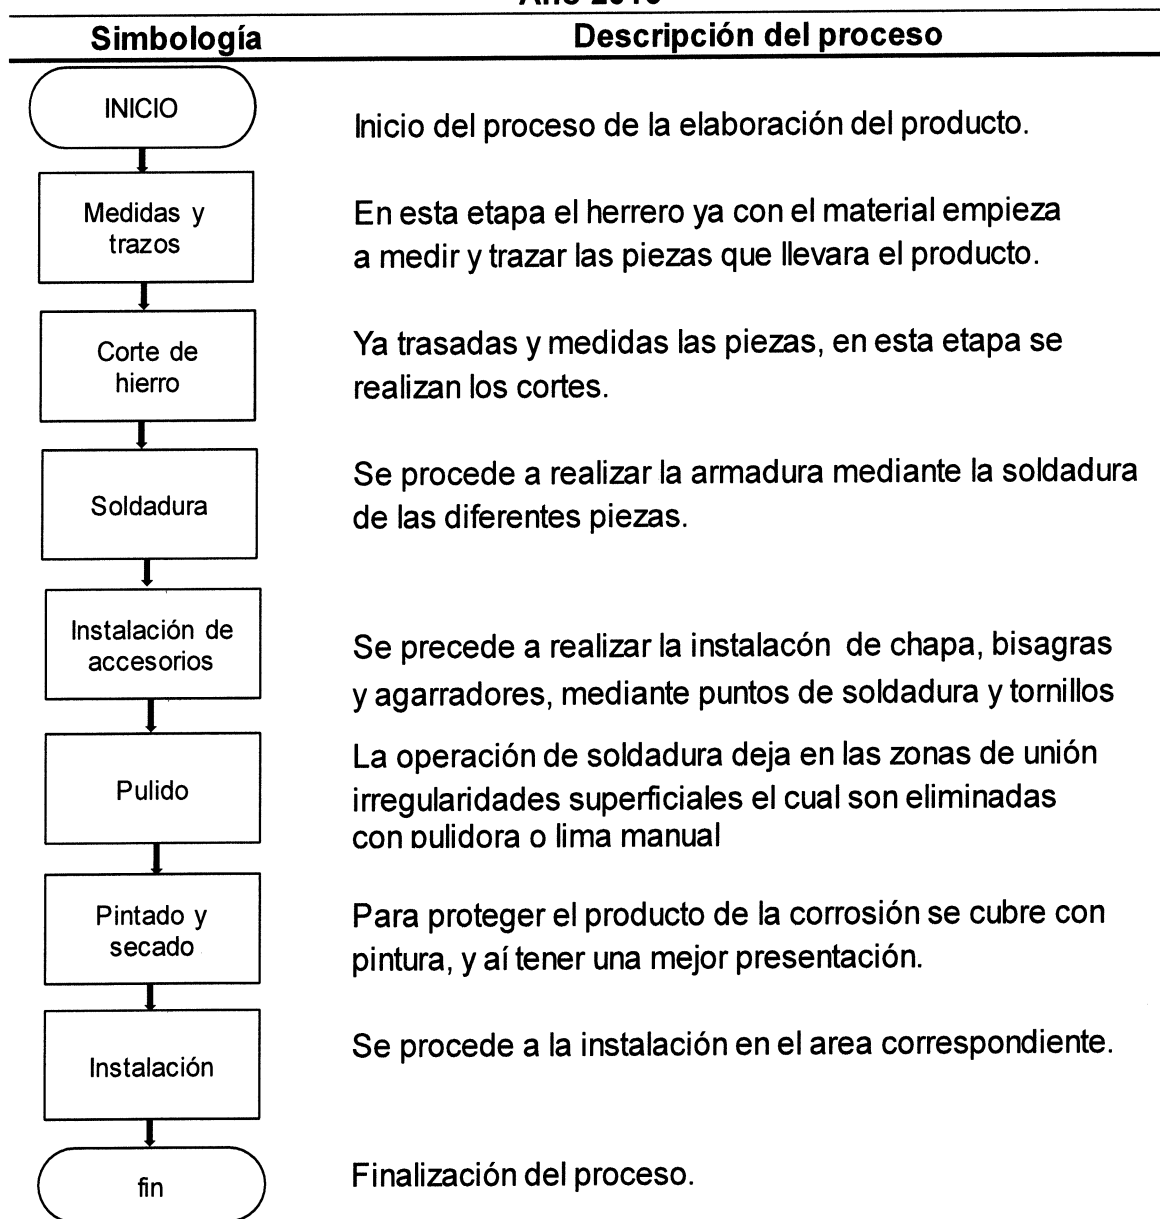 Simbología Descripción del proceso
INICIO
Inicio del proceso de la elaboración del producto.
Medidas y
trazos
En esta etapa el herrero ya con el material empieza
a medir y trazar las piezas que llevara el producto.
Corte de
hierro
Ya trasadas y medidas las piezas, en esta etapa se
realizan los cortes.
Soldadura
Se procede a realizar la armadura mediante la soldadura
de las diferentes piezas.
Instalación de
accesorios
Se precede a realizar la instalacón de chapa, bisagras
y agarradores, mediante puntos de soldadura y tornillos
Pulido
La operación de soldadura deja en las zonas de unión
irregularidades superficiales el cual son eliminadas
con pulidora o lima manual
Pintado y
secado
Para proteger el producto de la corrosión se cubre con
pintura, y aí tener una mejor presentación.
Instalación
Se procede a la instalación en el area correspondiente.
fin
Finalización del proceso.